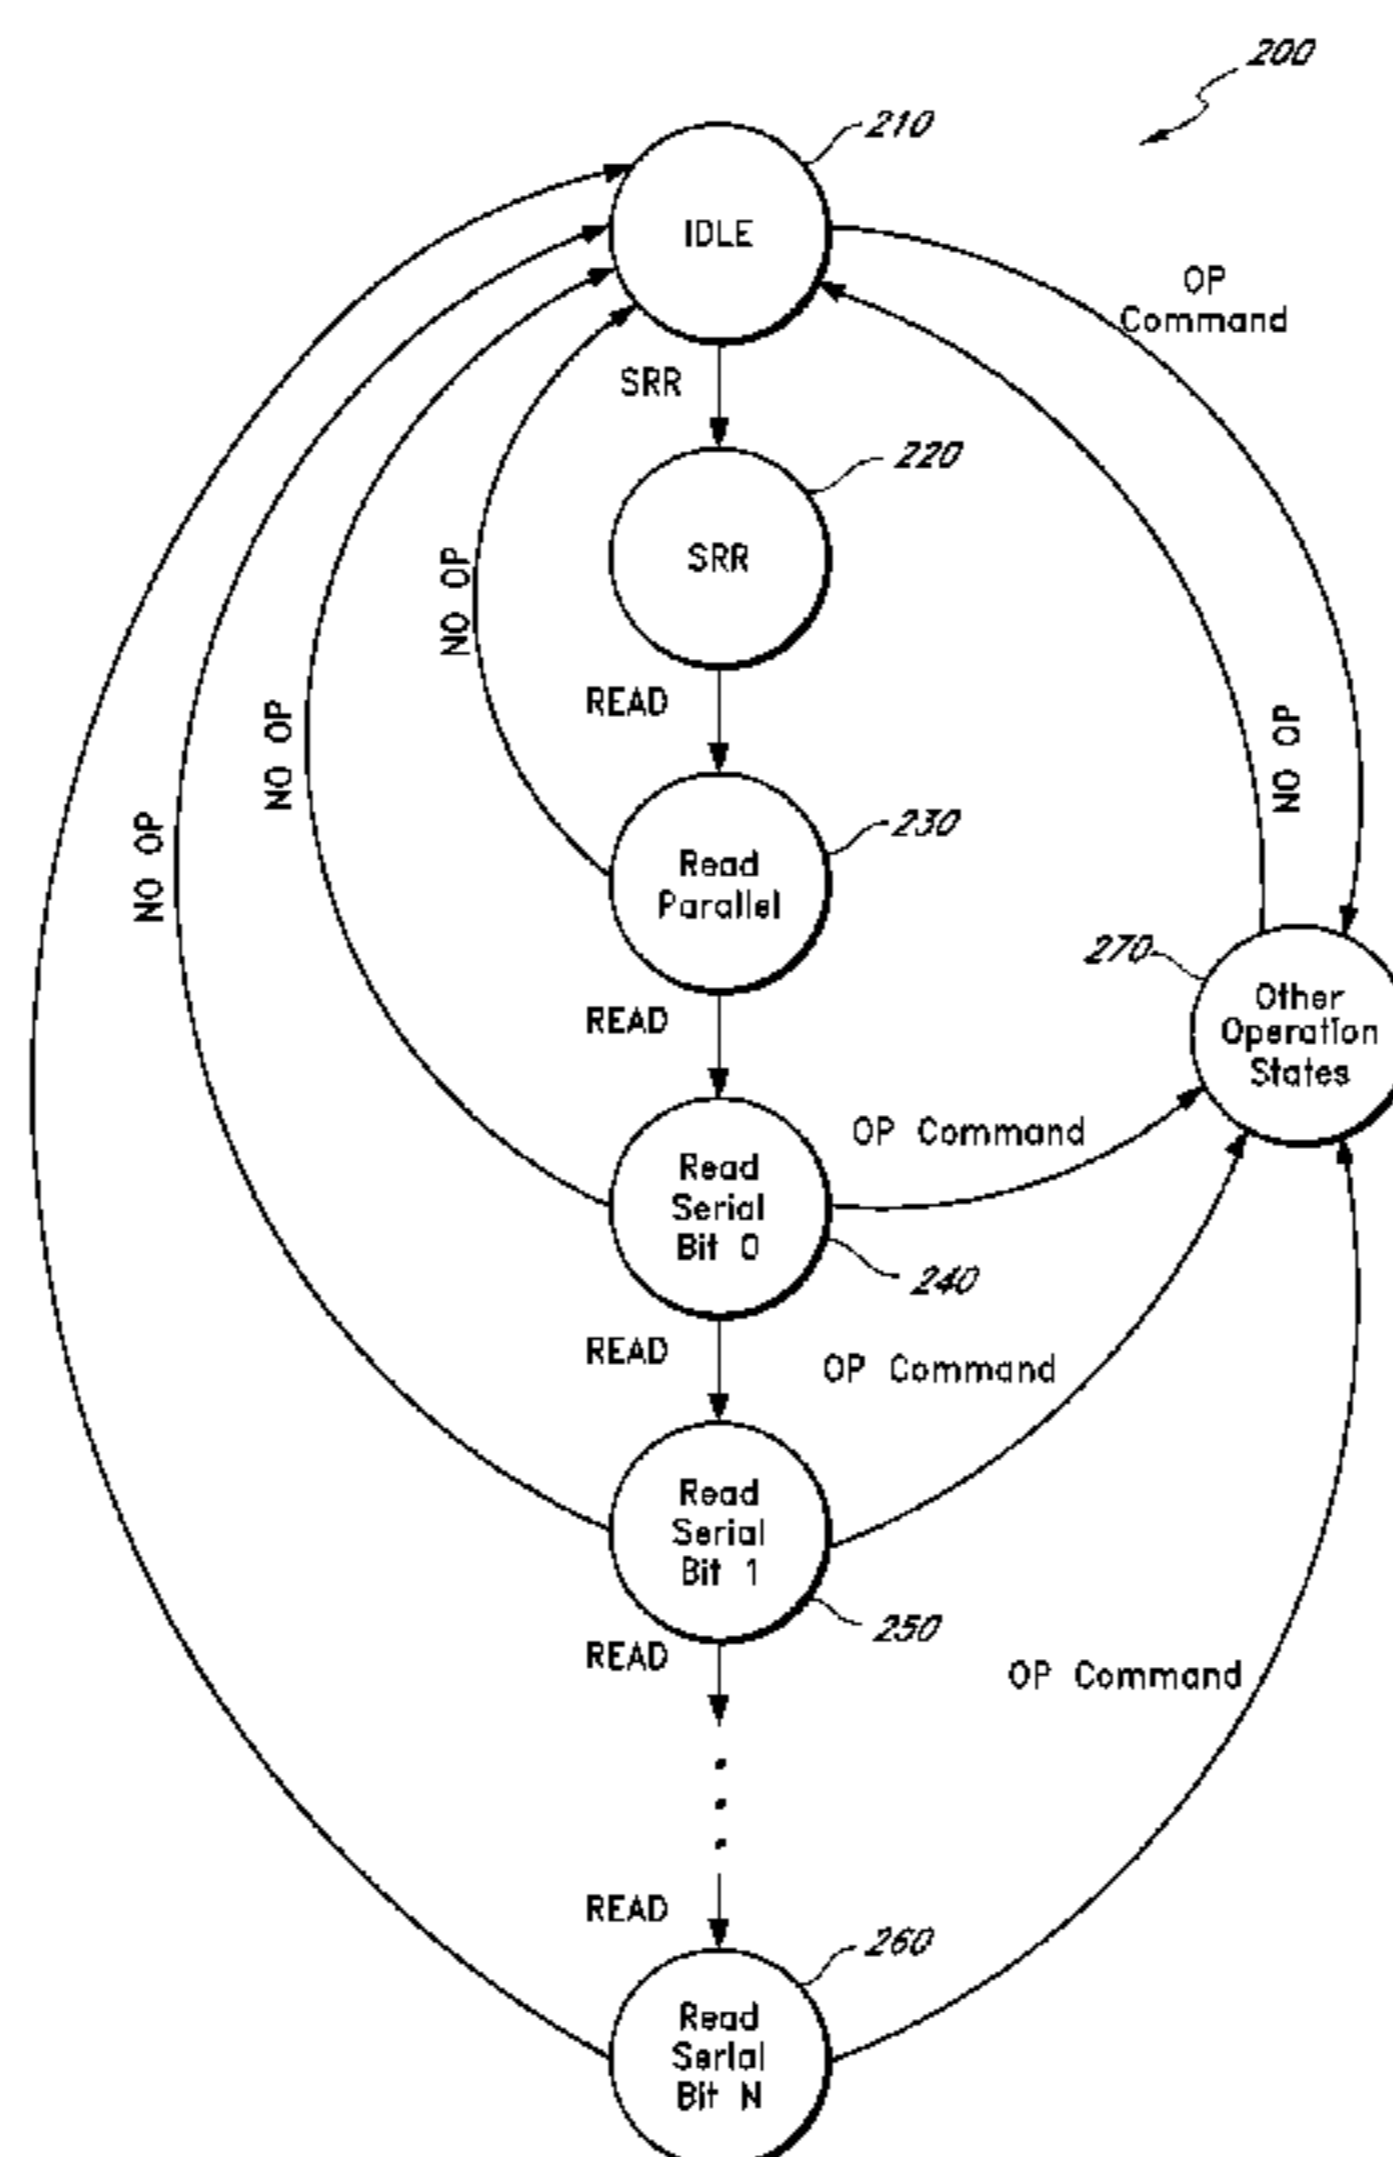 200
210
IDLE
OP
Command
SRR
220
SRR
NO OP
READ
NO OP
NO OP
230
Read
Parallel
NO OP
270
Other
Operation
States
READ
OP Command
Read
Serial
Bit 0
240
READ
OP Command
Read
Serial
Bit 1
250
READ
OP Command
READ
260
Read
Serial
Bit N